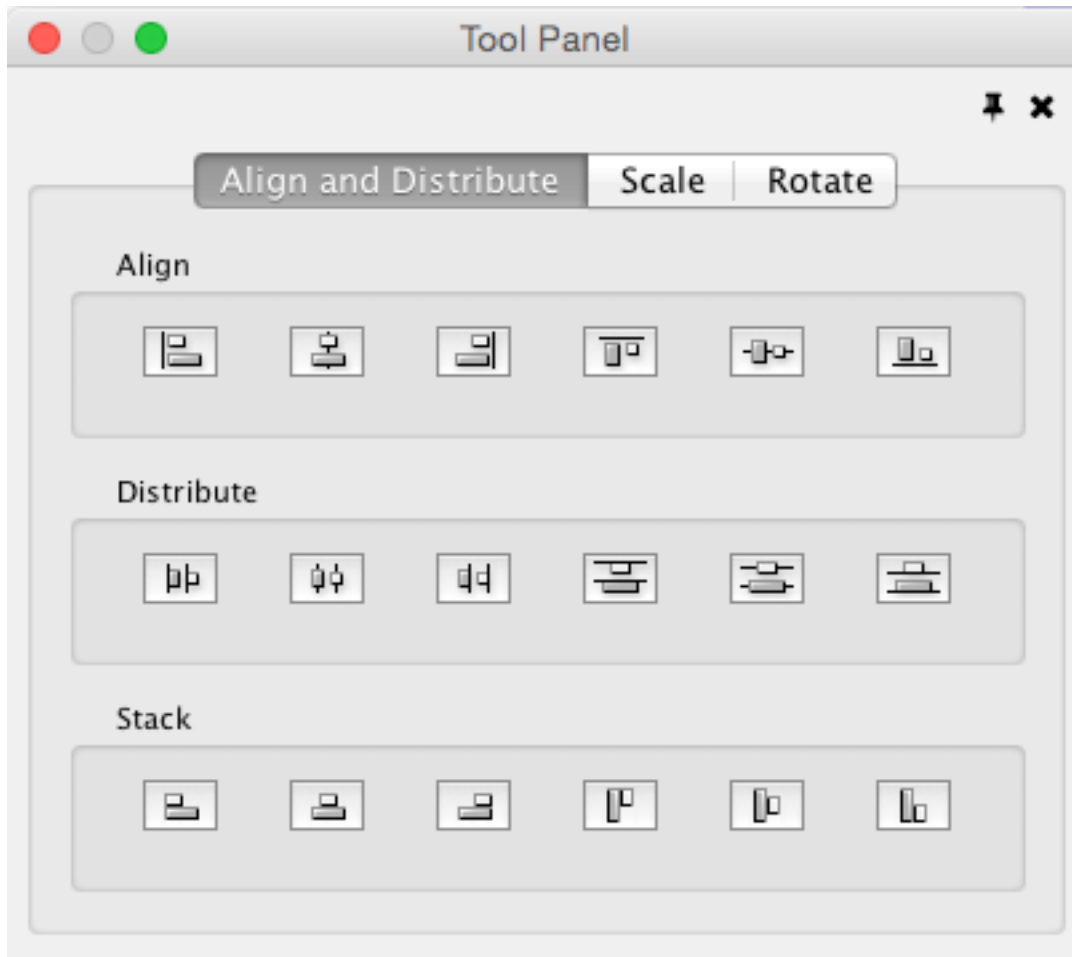 Tool Panel
Align and Distribute Scale Rotate
Align
Distribute
Stack